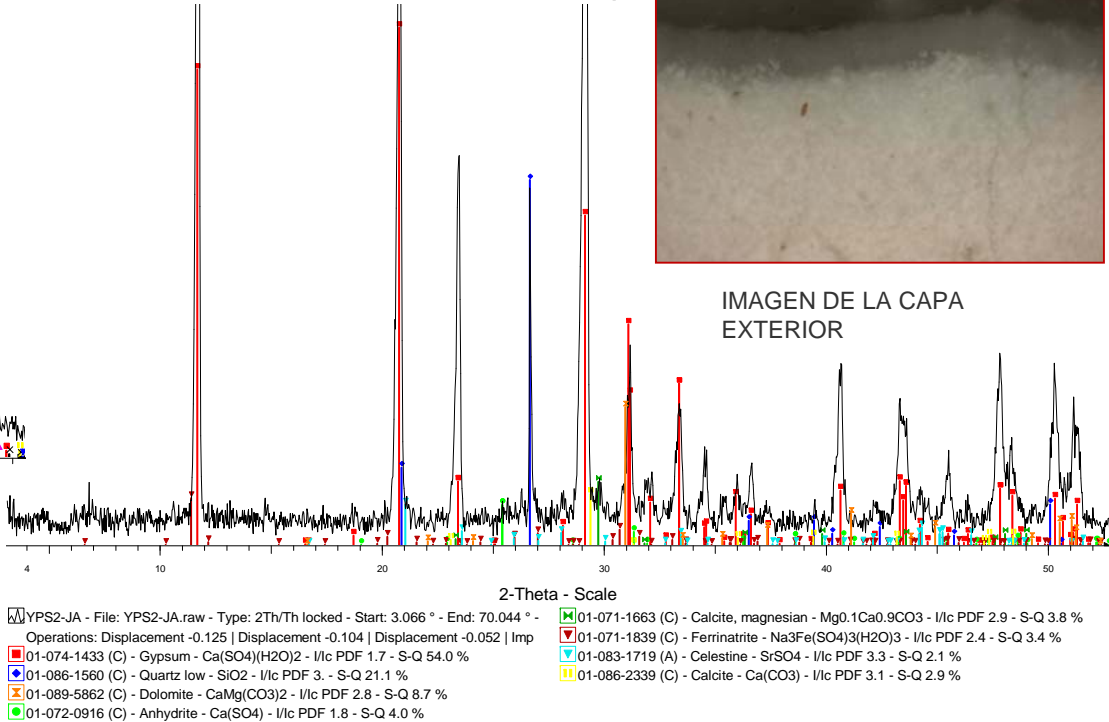 IMAGEN DE LA CAPA
EXTERIOR
4 10 20 30 40 50
2-Theta - Scale
YPS2-JA - File: YPS2-JA.raw - Type: 2Th/Th locked - Start: 3.066 ° - End: 70.044 ° -
Operations: Displacement -0.125 | Displacement -0.104 | Displacement -0.052 | Imp
01-074-1433 (C) - Gypsum - Ca(SO4)(H2O)2 - I/Ic PDF 1.7 - S-Q 54.0 %
01-086-1560 (C) - Quartz low - SiO2 - I/Ic PDF 3. - S-Q 21.1 %
01-089-5862 (C) - Dolomite - CaMg(CO3)2 - I/Ic PDF 2.8 - S-Q 8.7 %
01-072-0916 (C) - Anhydrite - Ca(SO4) - I/Ic PDF 1.8 - S-Q 4.0 %
01-071-1663 (C) - Calcite, magnesian - Mg0.1Ca0.9CO3 - I/Ic PDF 2.9 - S-Q 3.8 %
01-071-1839 (C) - Ferrinatrite - Na3Fe(SO4)3(H2O)3 - I/Ic PDF 2.4 - S-Q 3.4 %
01-083-1719 (A) - Celestine - SrSO4 - I/Ic PDF 3.3 - S-Q 2.1 %
01-086-2339 (C) - Calcite - Ca(CO3) - I/Ic PDF 3.1 - S-Q 2.9 %